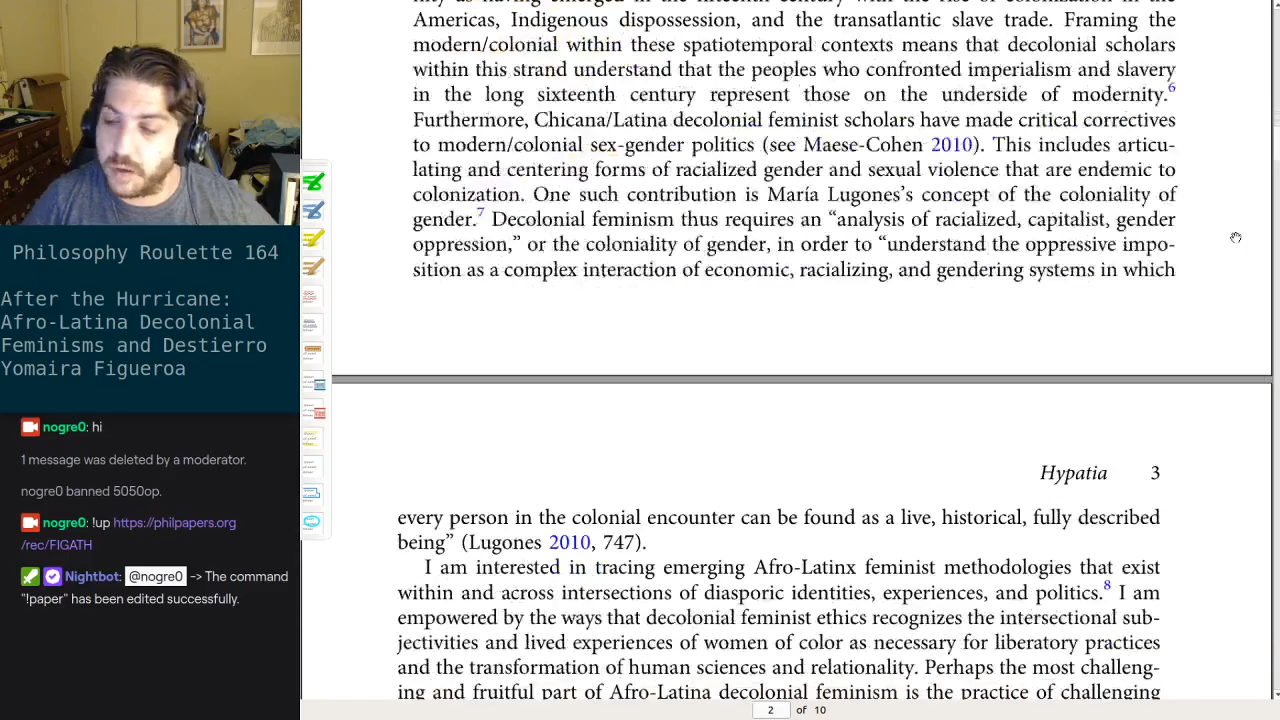 Philosophy Roulette 164
After the Hurricane:
Afro-Latina Decolonial
Feminisms and Destierro
Yomaira Figueroa
nogre0: hi
1 message was deleted by a moderator.
nogre0 banned 5050op.
nogre0: !up https://philpapers.org
/rec/FIGATH
Nightbot: @nogre0 -> The command
"!paper" has been edited successfully.
Americas, Indigenous dispossession, and the transatlantic slave trade. Framing the
modern/colonial within these spatiotemporal contexts means that decolonial scholars
within this strand understand that the peoples who confronted imperialism and slavery
in the long sixteenth century represent those on the underside of modernity.6
Furthermore, Chicana/Latina decolonial feminist scholars have made critical correctives
to modern/colonial sex-gender politics (see Maese-Cohen 2010). This includes articu-
lating and centering forms of racialized gender and sexual violence that are endemic to
colonization. One such contribution is María Lugones's concept of the coloniality of
gender.7 Decolonial feminism thus requires an "analysis of racialized, capitalist, gender
oppression," or the coloniality of gender, in order to "understand the oppressive impo-
sition as a complex interaction of economic, racializing, and gendering systems in which
Hypatia 3
every person in the colonial encounter can be found as a live, historical, fully described
being" (Lugones 2010, 747).
I am interested in tracing emerging Afro-Latinx feminist methodologies that exist
within and across intersections of diasporic identities, experiences, and politics.8 I am
empowered by the ways that decolonial feminist ethics recognizes the intersectional sub-
jectivities and lived experiences of women of color as necessary for liberatory practices
and the transformation of human sciences and relationality. Perhaps the most challeng-
ing and fruitful part of Afro-Latina decolonial feminism is the practice of challenging
2 of 10